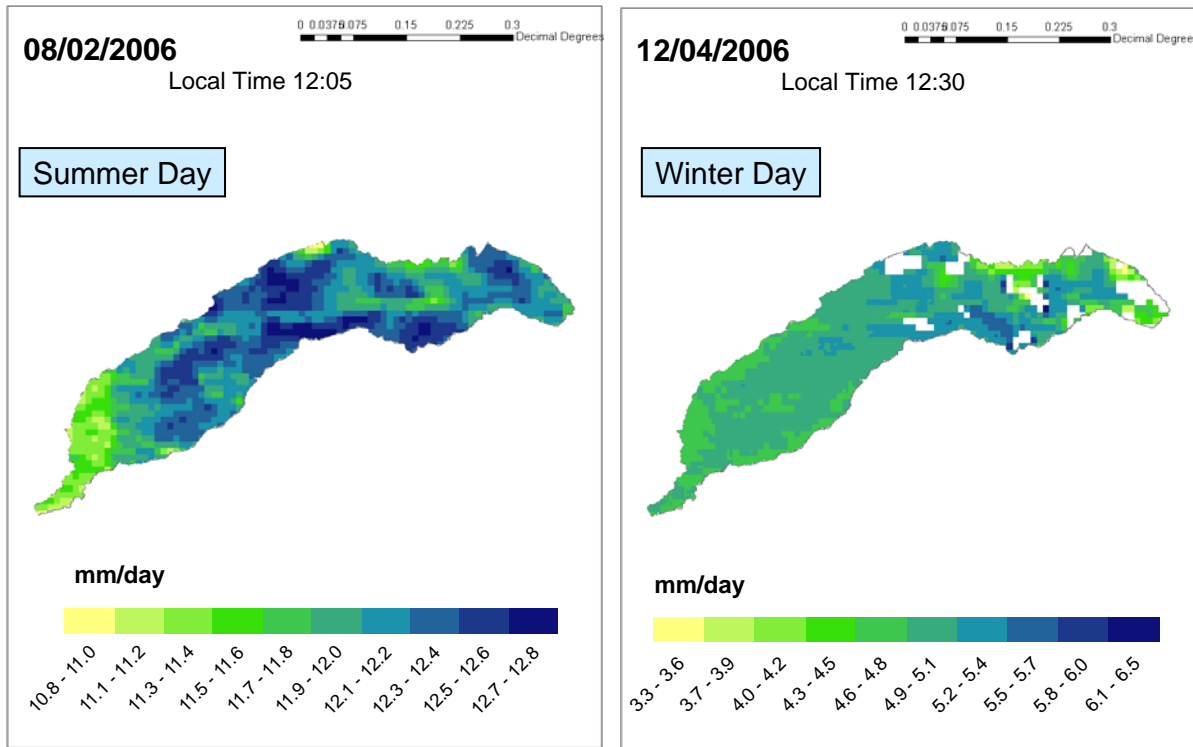 0 0.0375 0.075 0.15 0.225 0.3
Decimal Degrees
08/02/2006
Local Time 12:05
Summer Day
mm/day
10.8 - 11.0
11.1 - 11.2
11.3 - 11.4
11.5 - 11.6
11.7 - 11.8
11.9 - 12.0
12.1 - 12.2
12.3 - 12.4
12.5 - 12.6
12.7 - 12.8
0 0.0375 0.075 0.15 0.225 0.3
Decimal Degrees
12/04/2006
Local Time 12:30
Winter Day
mm/day
3.3 - 3.6
3.7 - 3.9
4.0 - 4.2
4.3 - 4.5
4.6 - 4.8
4.9 - 5.1
5.2 - 5.4
5.5 - 5.7
5.8 - 6.0
6.1 - 6.5